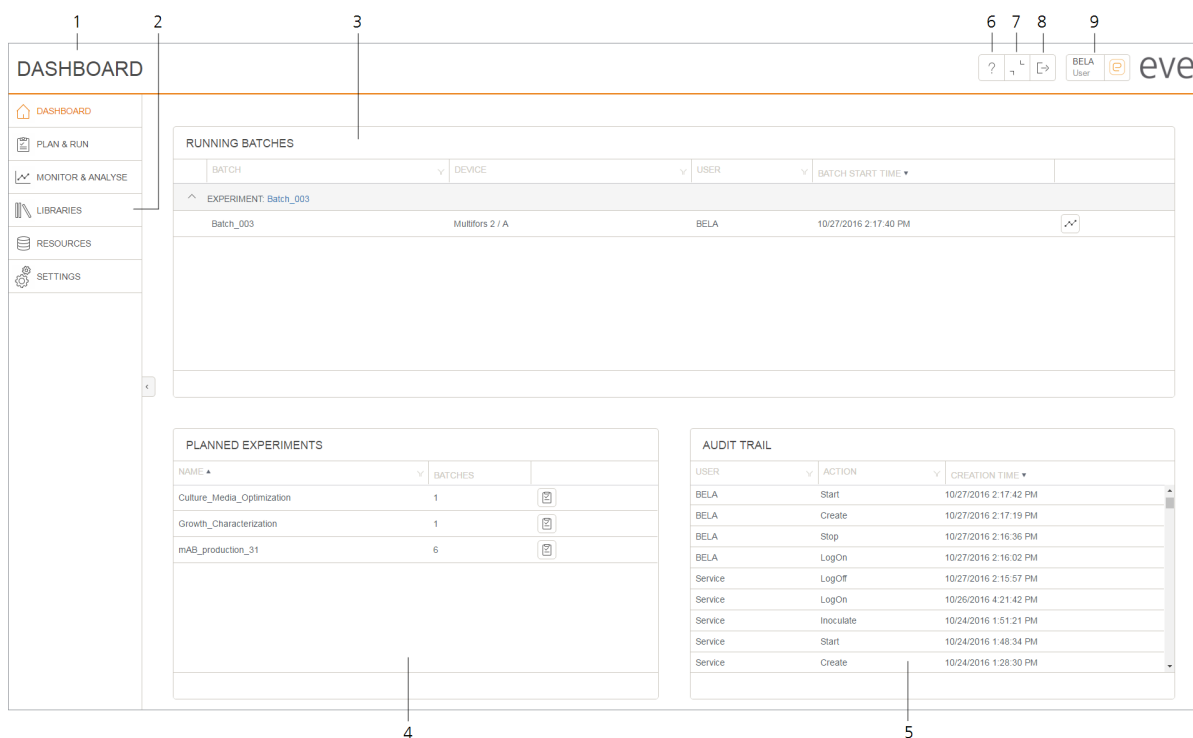 1 2 3 6 7 8 9
DASHBOARD
?
BELA
User
e
eve
DASHBOARD
PLAN & RUN
MONITOR & ANALYSE
LIBRARIES
RESOURCES
SETTINGS
RUNNING BATCHES
BATCH DEVICE USER BATCH START TIME
EXPERIMENT: Batch_003
Batch_003 Multifors 2 / A BELA 10/27/2016 2:17:40 PM
PLANNED EXPERIMENTS
NAME BATCHES
Culture_Media_Optimization 1
Growth_Characterization 1
mAB_production_31 6
AUDIT TRAIL
USER ACTION CREATION TIME
BELA Start 10/27/2016 2:17:42 PM
BELA Create 10/27/2016 2:17:19 PM
BELA Stop 10/27/2016 2:16:36 PM
BELA LogOn 10/27/2016 2:16:02 PM
Service LogOff 10/27/2016 2:15:57 PM
Service LogOn 10/26/2016 4:21:42 PM
Service Inoculate 10/24/2016 1:51:21 PM
Service Start 10/24/2016 1:48:34 PM
Service Create 10/24/2016 1:28:30 PM
4 5